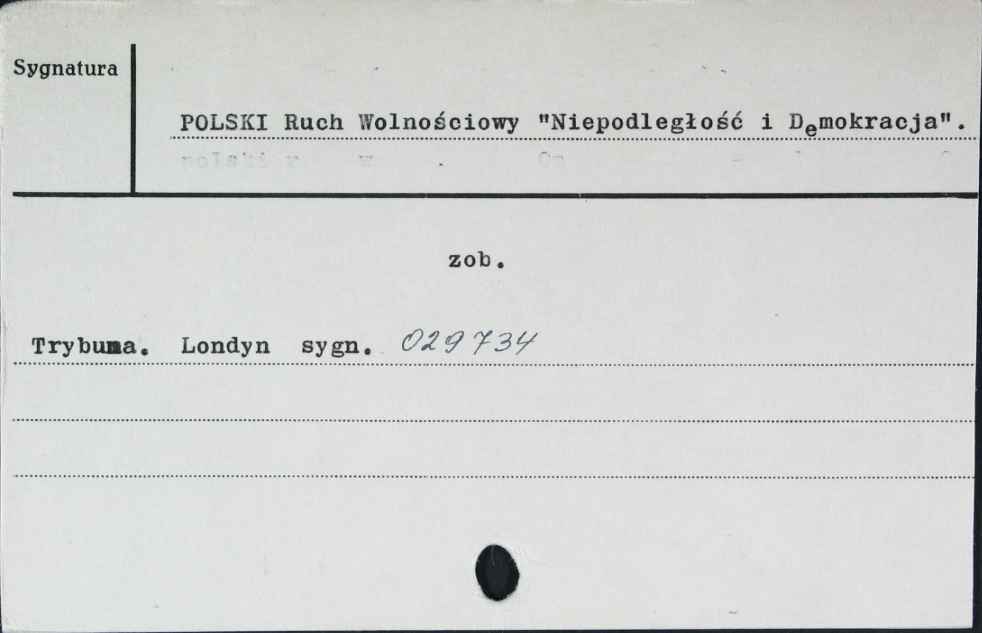 Sygnatura
POLSKI Ruch Wolnościowy "Niepodległość i Demokracja".
zob.
Trybuna. Londyn sygn. 029734